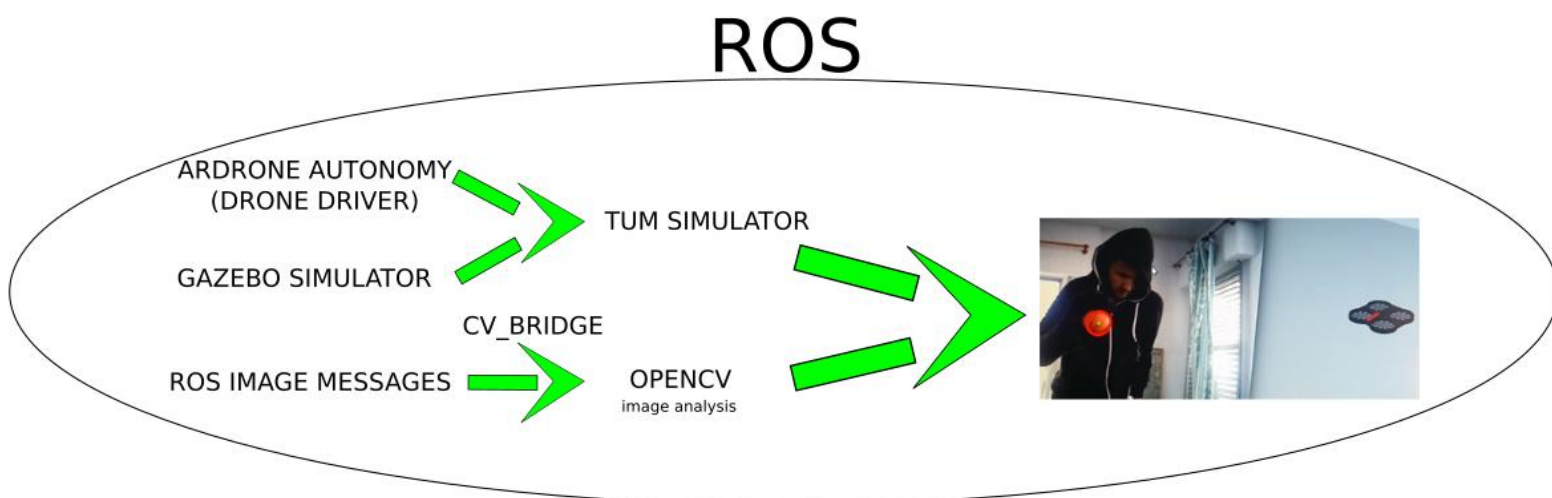 ROS
ARDRONE AUTONOMY
(DRONE DRIVER)
TUM SIMULATOR
GAZEBO SIMULATOR
CV_BRIDGE
ROS IMAGE MESSAGES
OPENCV
image analysis